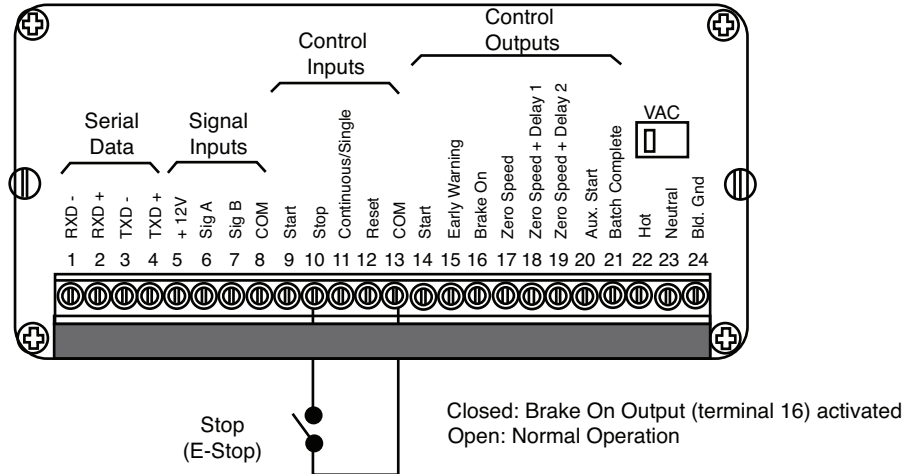 Control
Inputs
Control
Outputs
Serial
Data
Signal
Inputs
VAC
RXD -
RXD +
TXD -
TXD +
+ 12V
Sig A
Sig B
COM
Start
Stop
Continuous/Single
Reset
COM
Start
Early Warning
Brake On
Zero Speed
Zero Speed + Delay 1
Zero Speed + Delay 2
Aux. Start
Batch Complete
Hot
Neutral
Bld. Gnd
1 2 3 4 5 6 7 8 9 10 11 12 13 14 15 16 17 18 19 20 21 22 23 24
Stop
(E-Stop)
Closed: Brake On Output (terminal 16) activated
Open: Normal Operation